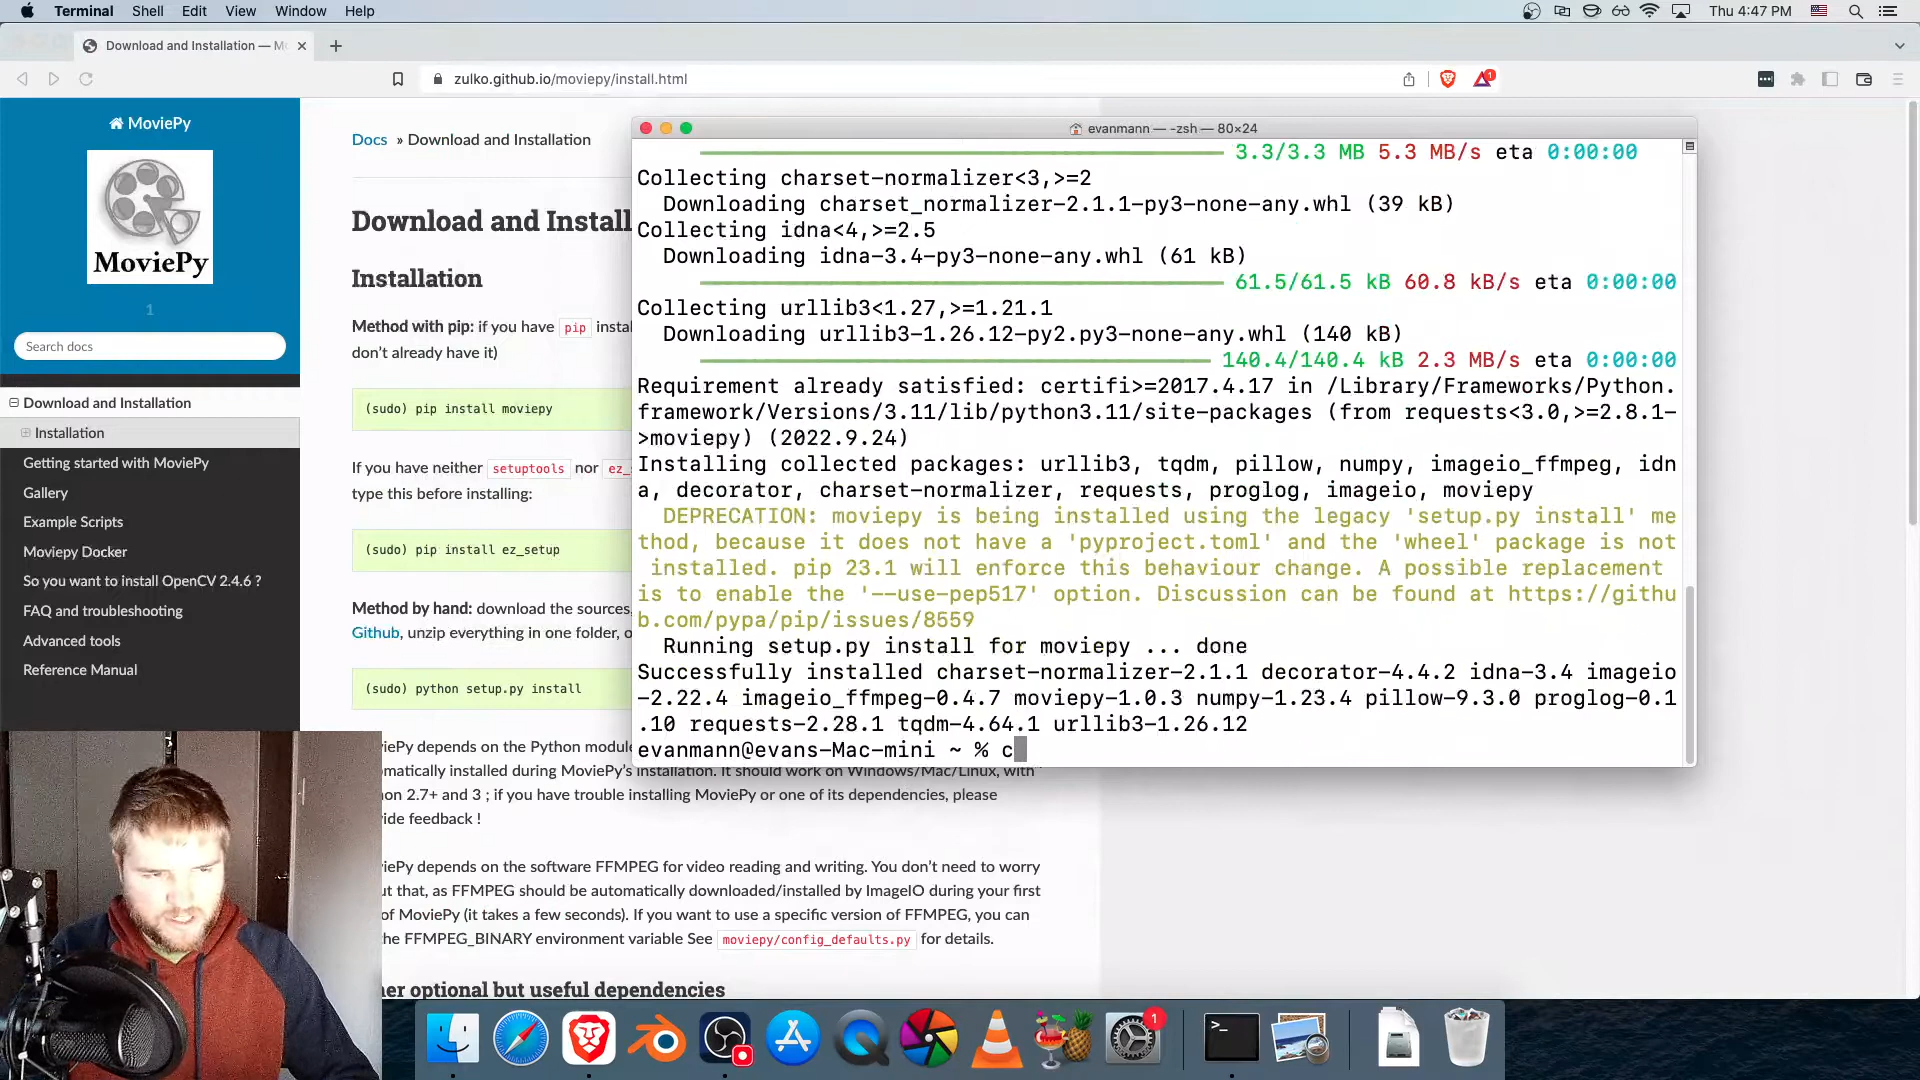 Terminal Shell Edit View Window Help
Thu 4:47 PM
Download and Installation — M
zulko.github.io/moviepy/install.html
1
MoviePy
MoviePy
1
Search docs
Download and Installation
Installation
Getting started with MoviePy
Gallery
Example Scripts
Moviepy Docker
So you want to install OpenCV 2.4.6 ?
FAQ and troubleshooting
Advanced tools
Reference Manual
Docs » Download and Installation
Download and Install
Installation
Method with pip: if you have pip instal
don't already have it)
(sudo) pip install moviepy
If you have neither setuptools nor ez_
type this before installing:
(sudo) pip install ez_setup
Method by hand: download the sources,
Github, unzip everything in one folder, o
(sudo) python setup.py install
viePy depends on the Python module
omatically installed during MoviePy's installation. It should work on Windows/Mac/Linux, with
on 2.7+ and 3 ; if you have trouble installing MoviePy or one of its dependencies, please
vide feedback !
viePy depends on the software FFMPEG for video reading and writing. You don't need to worry
ut that, as FFMPEG should be automatically downloaded/installed by ImageIO during your first
of MoviePy (it takes a few seconds). If you want to use a specific version of FFMPEG, you can
the FFMPEG_BINARY environment variable See moviepy/config_defaults.py for details.
her optional but useful dependencies
evanmann — -zsh — 80×24
3.3/3.3 MB 5.3 MB/s eta 0:00:00
Collecting charset-normalizer<3,>=2
Downloading charset_normalizer-2.1.1-py3-none-any.whl (39 kB)
Collecting idna<4,>=2.5
Downloading idna-3.4-py3-none-any.whl (61 kB)
61.5/61.5 kB 60.8 kB/s eta 0:00:00
Collecting urllib3<1.27,>=1.21.1
Downloading urllib3-1.26.12-py2.py3-none-any.whl (140 kB)
140.4/140.4 kB 2.3 MB/s eta 0:00:00
Requirement already satisfied: certifi>=2017.4.17 in /Library/Frameworks/Python.
framework/Versions/3.11/lib/python3.11/site-packages (from requests<3.0,>=2.8.1-
>moviepy) (2022.9.24)
Installing collected packages: urllib3, tqdm, pillow, numpy, imageio_ffmpeg, idn
a, decorator, charset-normalizer, requests, proglog, imageio, moviepy
DEPRECATION: moviepy is being installed using the legacy 'setup.py install' me
thod, because it does not have a 'pyproject.toml' and the 'wheel' package is not
installed. pip 23.1 will enforce this behaviour change. A possible replacement
is to enable the '--use-pep517' option. Discussion can be found at https://githu
b.com/pypa/pip/issues/8559
Running setup.py install for moviepy ... done
Successfully installed charset-normalizer-2.1.1 decorator-4.4.2 idna-3.4 imageio
-2.22.4 imageio_ffmpeg-0.4.7 moviepy-1.0.3 numpy-1.23.4 pillow-9.3.0 proglog-0.1
.10 requests-2.28.1 tqdm-4.64.1 urllib3-1.26.12
evanmann@evans-Mac-mini ~ % c
1